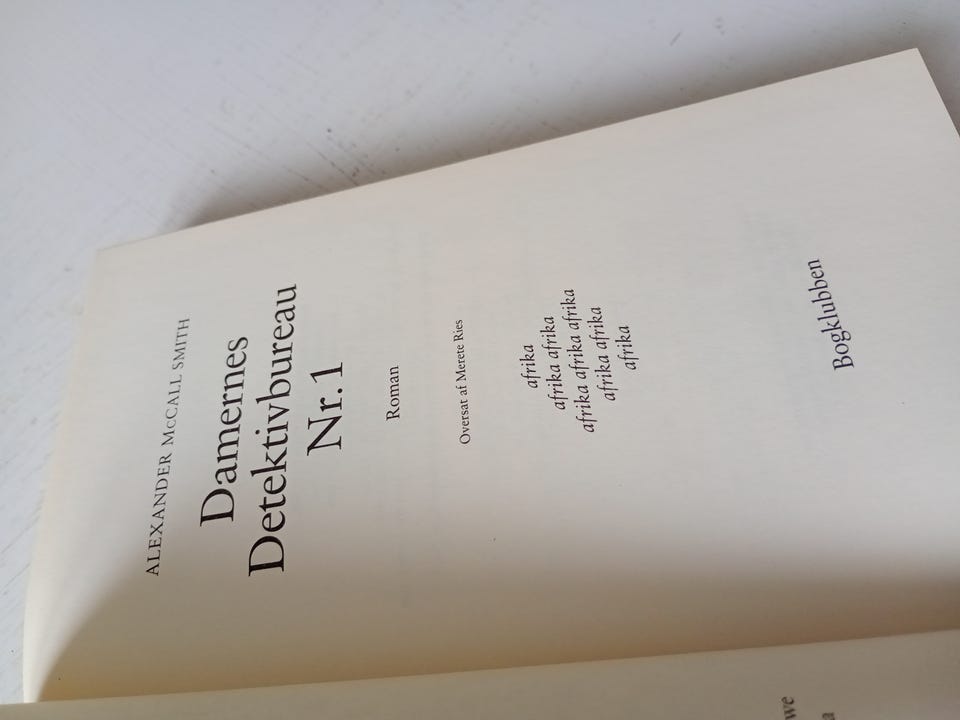 ALEXANDER McCALL SMITH
Damernes
Detektivbureau
Nr. 1
Roman
Oversat af Merete Ries
afrika
afrika afrika
afrika afrika afrika
afrika afrika
afrika
Bogklubben
we
a